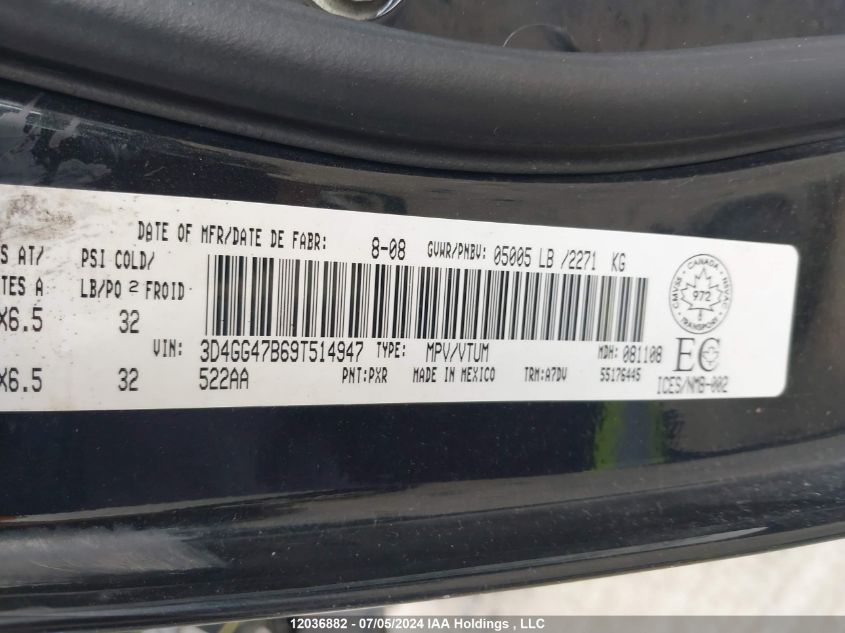 DATE OF MFR/DATE DE FABR: 8-08 GVWR/PNBV: 05005 LB /2271 KG
S AT/ PSI COLD/
TES A LB/PO 2 FROID
X6.5 32
VIN: 3D4GG47B69T514947 TYPE: MPV/VTUM MDH: 081108
X6.5 32 522AA PNT:PXR MADE IN MEXICO TRM:A7DV 55176445
CANADA
972
TRANSPORT
EC
ICES/NMB-002
12036882 - 07/05/2024 IAA Holdings , LLC